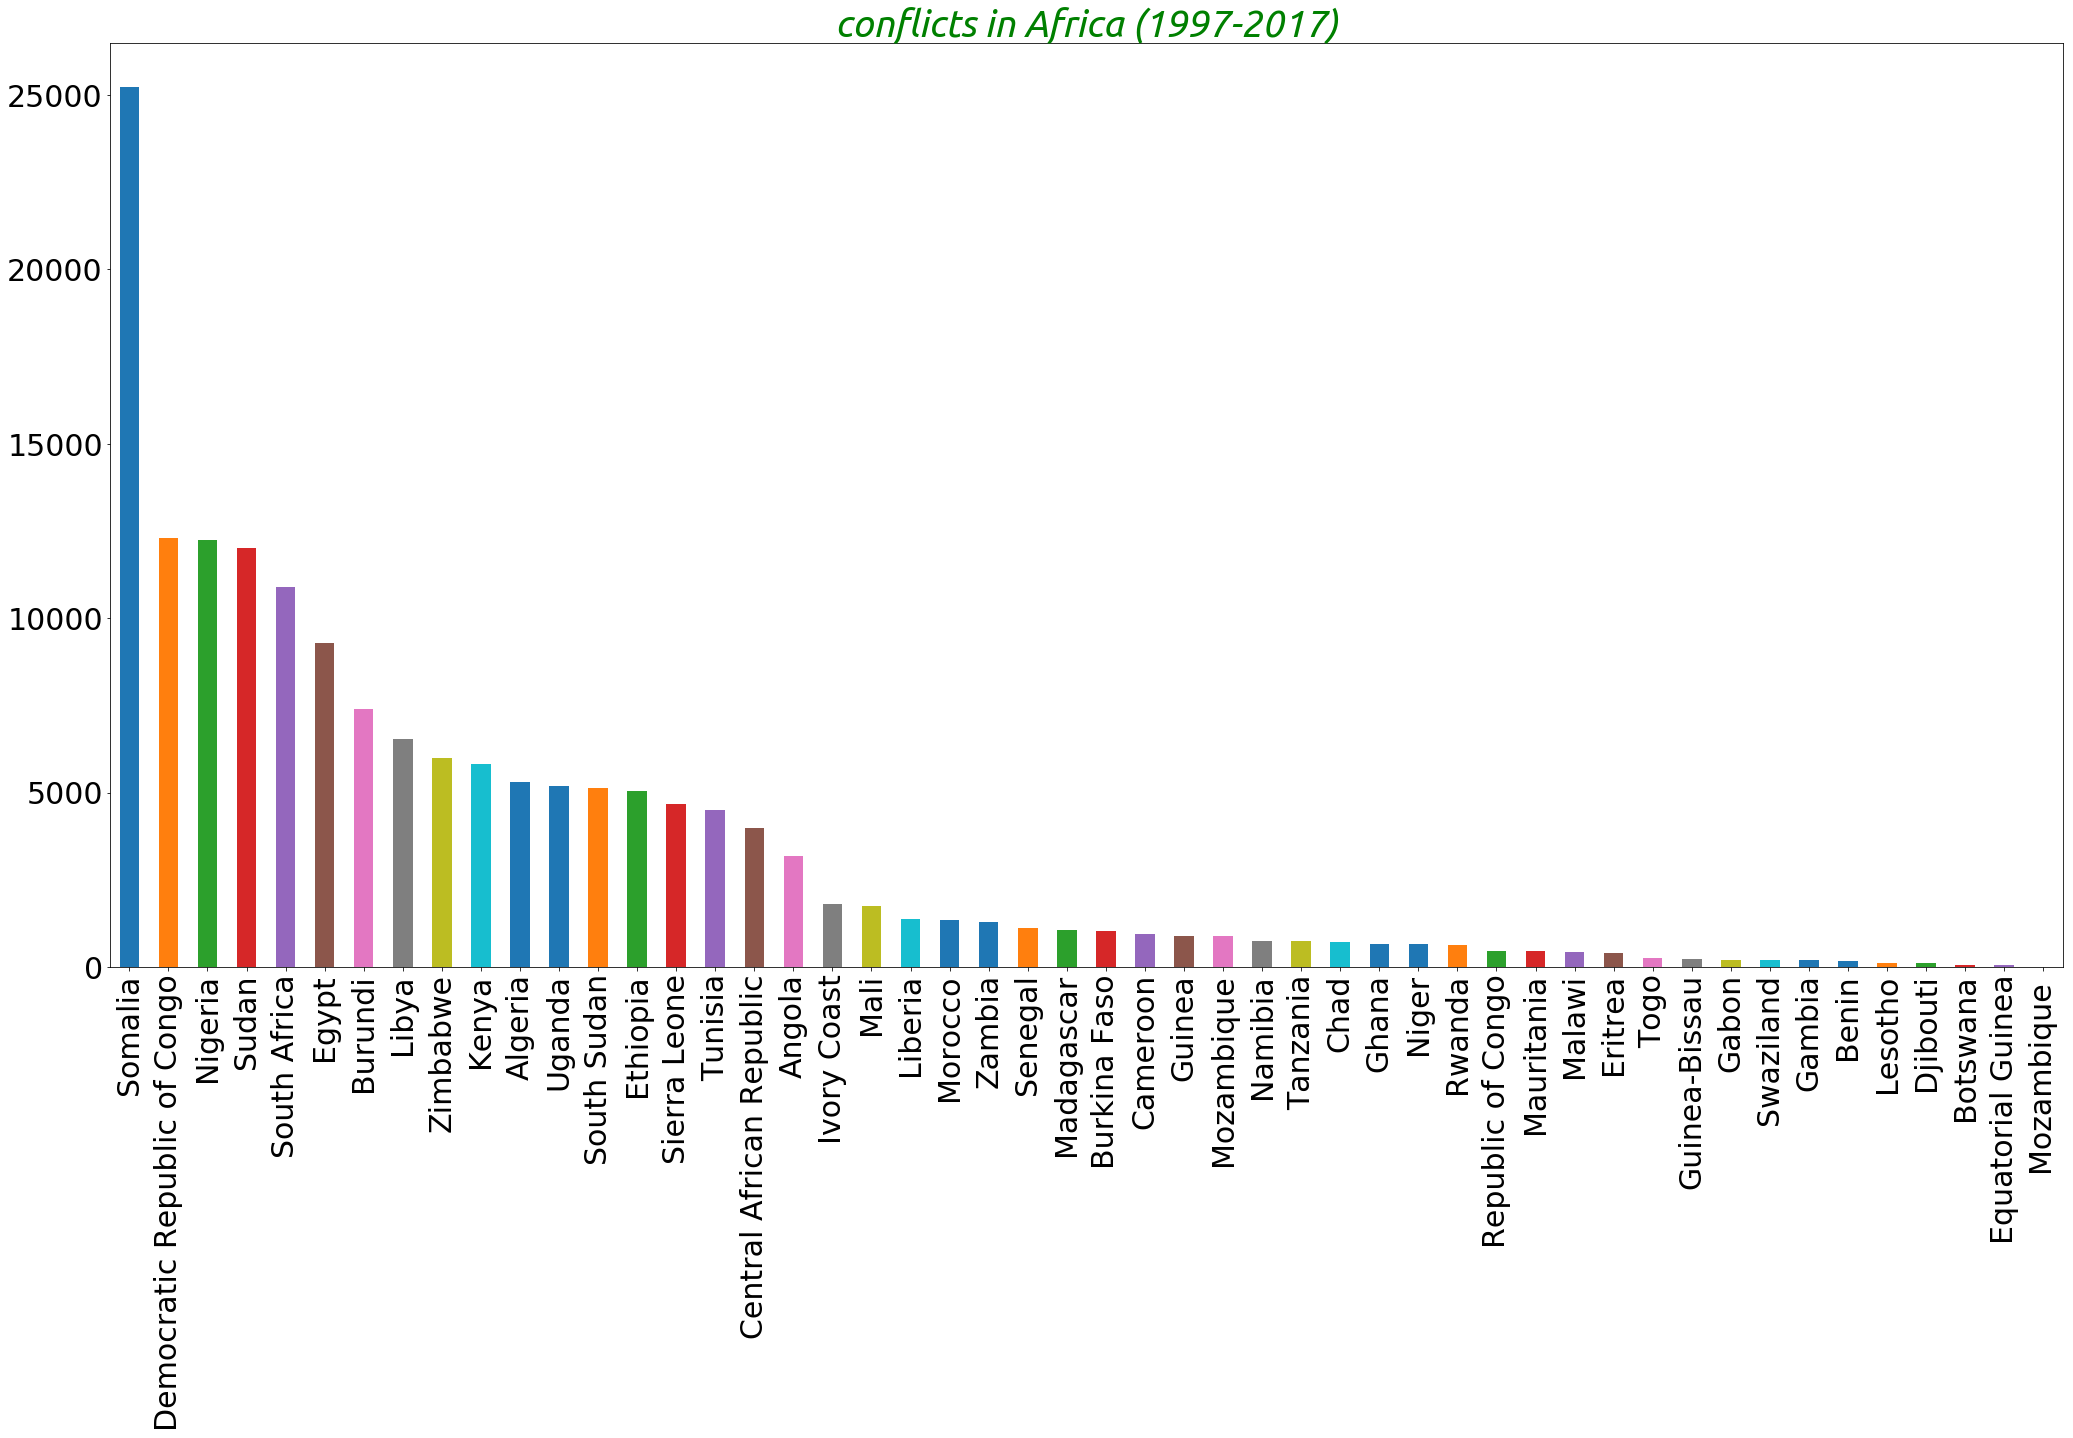 conflicts in Africa (1997-2017)
25000
20000
15000
10000
5000
0
Somalia
Democratic Republic of Congo
Nigeria
Sudan
South Africa
Egypt
Burundi
Libya
Zimbabwe
Kenya
Algeria
Uganda
South Sudan
Ethiopia
Sierra Leone
Tunisia
Central African Republic
Angola
Ivory Coast
Mali
Liberia
Morocco
Zambia
Senegal
Madagascar
Burkina Faso
Cameroon
Guinea
Mozambique
Namibia
Tanzania
Chad
Ghana
Niger
Rwanda
Republic of Congo
Mauritania
Malawi
Eritrea
Togo
Guinea-Bissau
Gabon
Swaziland
Gambia
Benin
Lesotho
Djibouti
Botswana
Equatorial Guinea
Mozambique